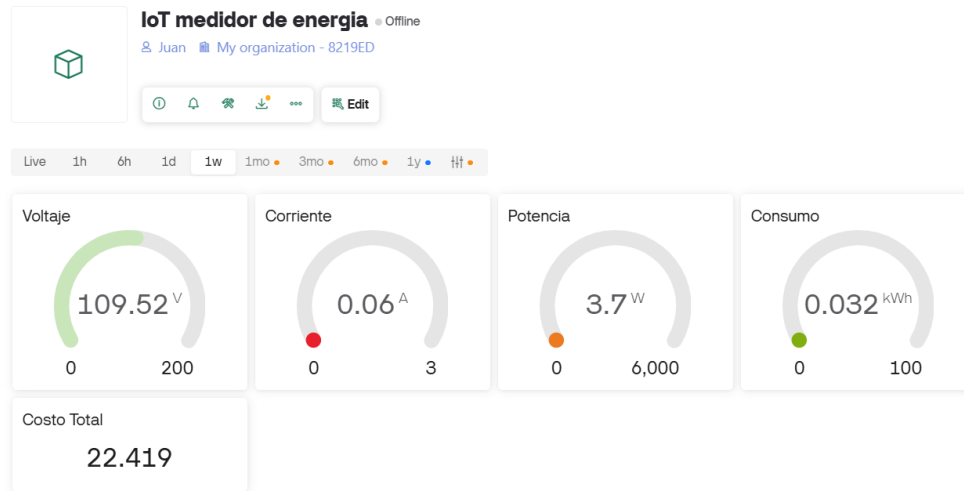 IoT medidor de energia Offline
Juan My organization - 8219ED
Edit
Live 1h 6h 1d 1w 1mo 3mo 6mo 1y
Voltaje
109.52 V
0 200
Corriente
0.06 A
0 3
Potencia
3.7 W
0 6,000
Consumo
0.032 kWh
0 100
Costo Total
22.419